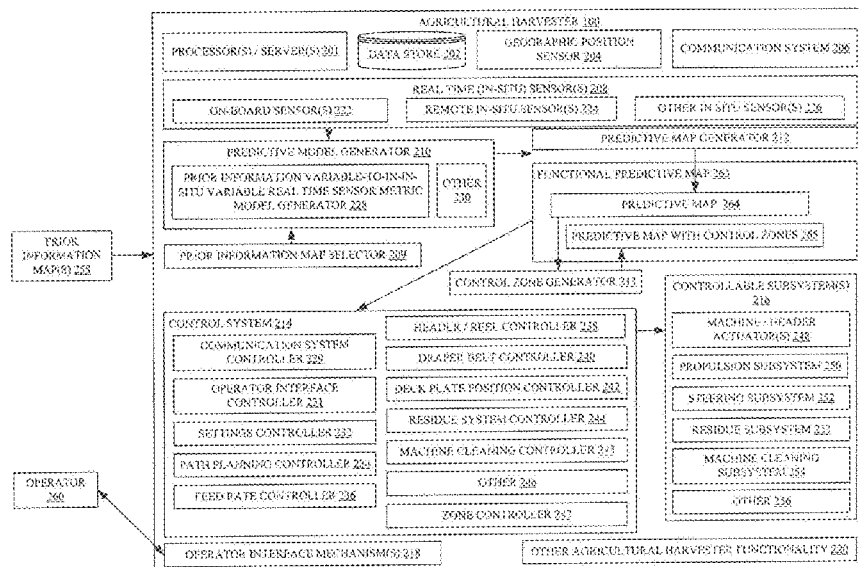 AGRICULTURAL HARVESTER 100
PROCESSOR(S)/ SERVER(S) 201
DATA STORE 202
GEOGRAPHIC POSITION
SENSOR 204
COMMUNICATION SYSTEM 206
REAL TIME (IN-SITU) SENSOR(S) 208
ON-BOARD SENSOR(S) 222
REMOTE IN-SITU SENSOR(S) 224
OTHER IN SITU SENSOR(S) 226
PREDICTIVE MODEL GENERATOR 210
PRIOR INFORMATION VARIABLE-TO-IN-IN-
SITU VARIABLE REAL TIME SENSOR METRIC
MODEL GENERATOR 228
OTHER
230
PREDICTIVE MAP GENERATOR 212
FUNCTIONAL PREDICTIVE MAP 263
PREDICTIVE MAP 264
PREDICTIVE MAP WITH CONTROL ZONES 265
PRIOR
INFORMATION
MAP(S) 258
PRIOR INFORMATION MAP SELECTOR 209
CONTROL ZONE GENERATOR 213
CONTROL SYSTEM 214
COMMUNICATION SYSTEM
CONTROLLER 229
OPERATOR INTERFACE
CONTROLLER 231
SETTINGS CONTROLLER 232
PATH PLANNING CONTROLLER 234
FEED RATE CONTROLLER 236
HEADER / REEL CONTROLLER 238
DRAPER BELT CONTROLLER 240
DECK PLATE POSITION CONTROLLER 242
RESIDUE SYSTEM CONTROLLER 244
MACHINE CLEANING CONTROLLER 245
OTHER 246
ZONE CONTROLLER 247
CONTROLLABLE SUBSYSTEM(S)
216
MACHINE / HEADER
ACTUATOR(S) 248
PROPULSION SUBSYSTEM 250
STEERING SUBSYSTEM 252
RESIDUE SUBSYSTEM
MACHINE CLEANING
SUBSYSTEM 254
OTHER 256
OPERATOR
260
OPERATOR INTERFACE MECHANISM(S) 218
OTHER AGRICULTURAL HARVESTER FUNCTIONALITY 220